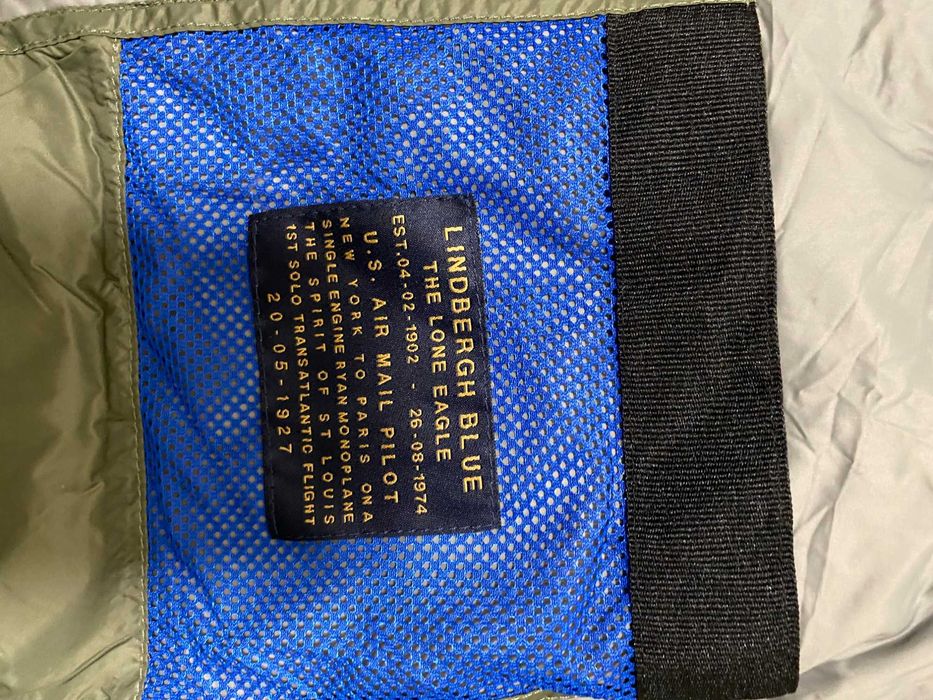 LINDBERGH BLUE
THE LONE EAGLE
EST.04-02-1902 - 26-08-1974
U.S. AIR MAIL PILOT
NEW YORK TO PARIS ON A
SINGLE ENGINE RYAN MONOPLANE
THE SPIRIT OF ST LOUIS
1ST SOLO TRANSATLANTIC FLIGHT
20-05-1927